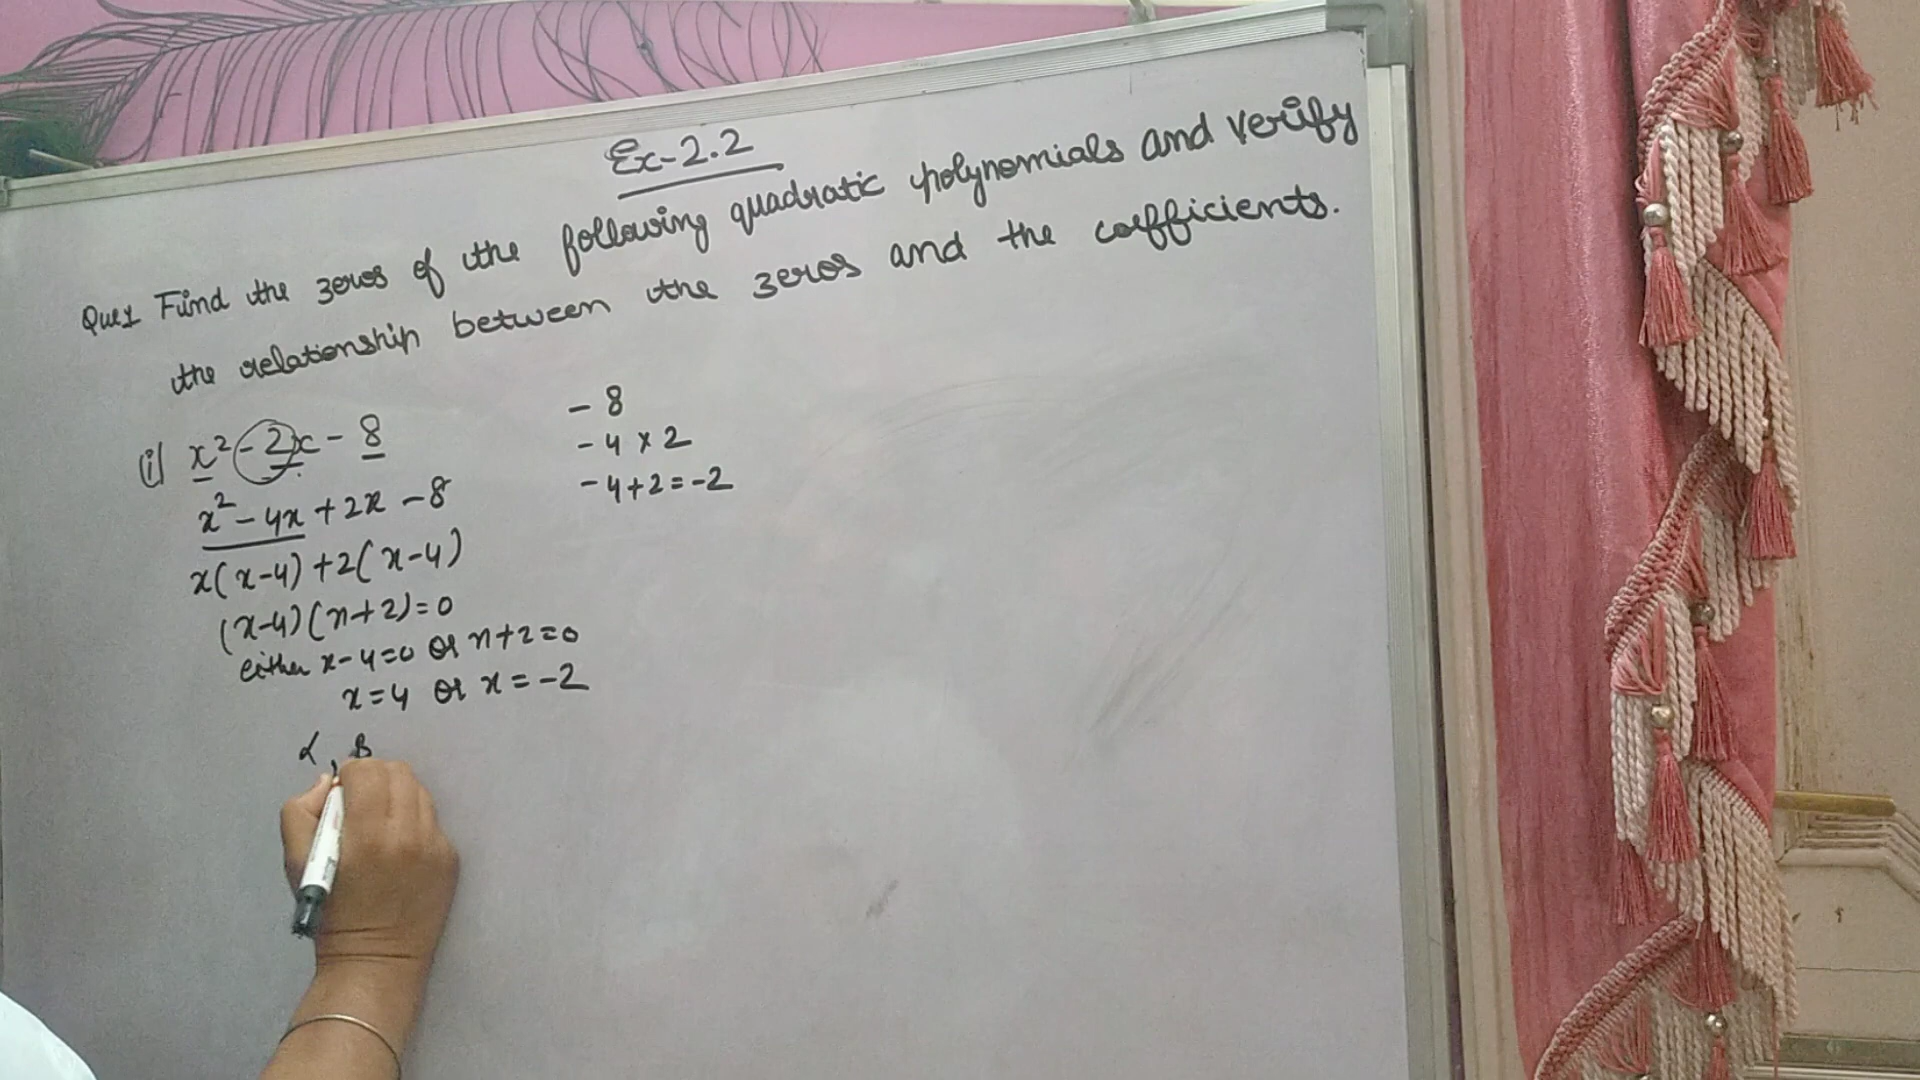 Ex-2.2
Que1 Find the zeros of the following quadratic polynomials and verify
the relationship between the zeros and the coefficients.
(i) x² - 2x - 8
x² - 4x + 2x - 8
x(x-4) + 2(x-4)
(x-4)(x+2) = 0
either x-4=0 or x+2=0
x=4 or x=-2
α, β
- 8
- 4 × 2
- 4+2=-2